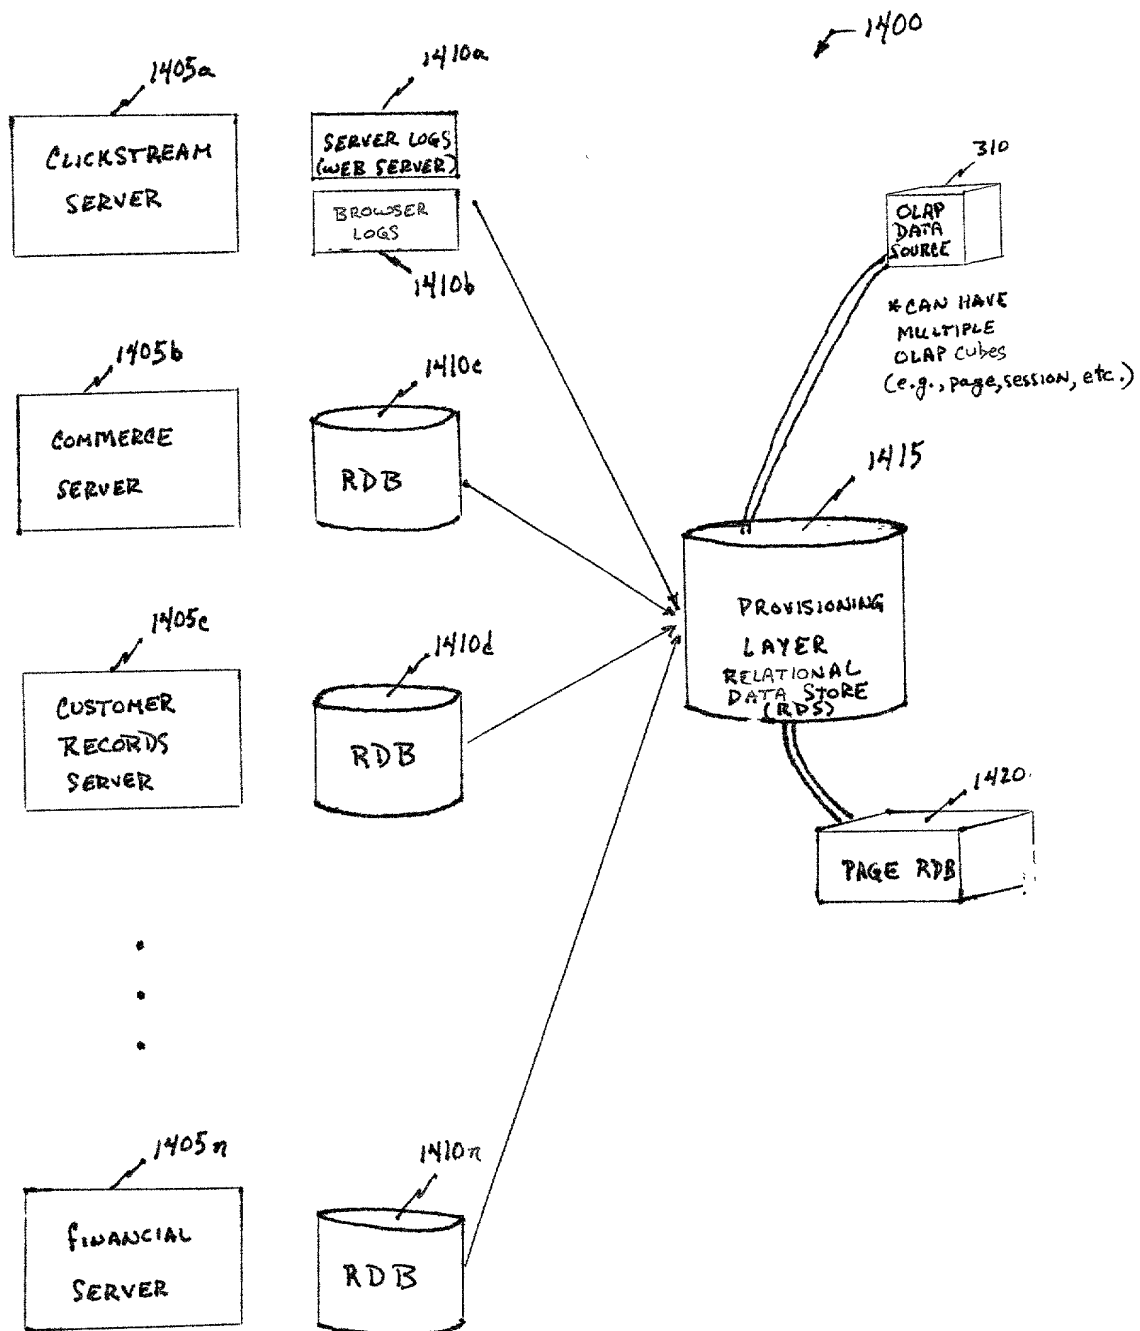 1400
1405a
CLICKSTREAM
SERVER
1410a
SERVER LOGS
(WEB SERVER)
BROWSER
LOGS
1410b
310
OLAP
DATA
SOURCE
*CAN HAVE
MULTIPLE
OLAP CUBES
(e.g., page, session, etc.)
1405b
COMMERCE
SERVER
1410c
RDB
1415
PROVISIONING
LAYER
RELATIONAL
DATA STORE
(RDS)
1405c
CUSTOMER
RECORDS
SERVER
1410d
RDB
1420
PAGE RDB
1405n
FINANCIAL
SERVER
1410n
RDB